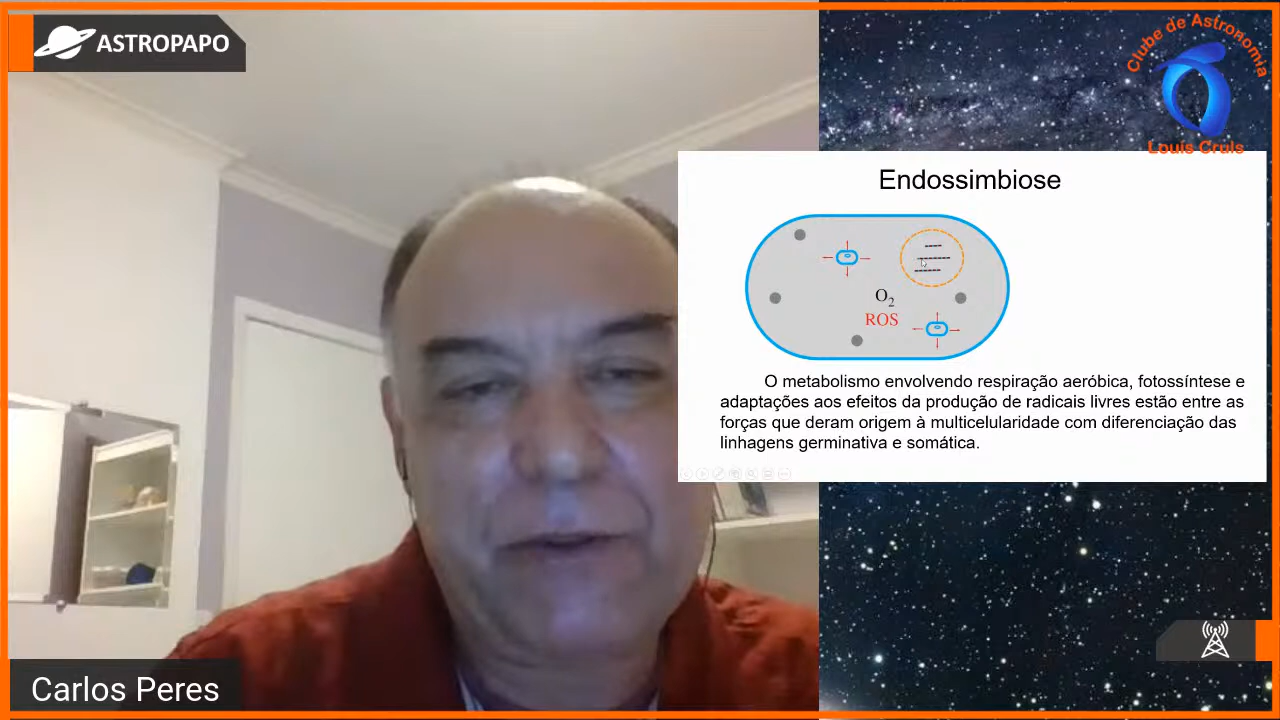 ASTROPAPO
Clube de Astronomia
Louis Cruls
Endossimbiose
O2
ROS
O metabolismo envolvendo respiração aeróbica, fotossíntese e
adaptações aos efeitos da produção de radicais livres estão entre as
forças que deram origem à multicelularidade com diferenciação das
linhagens germinativa e somática.
Carlos Peres